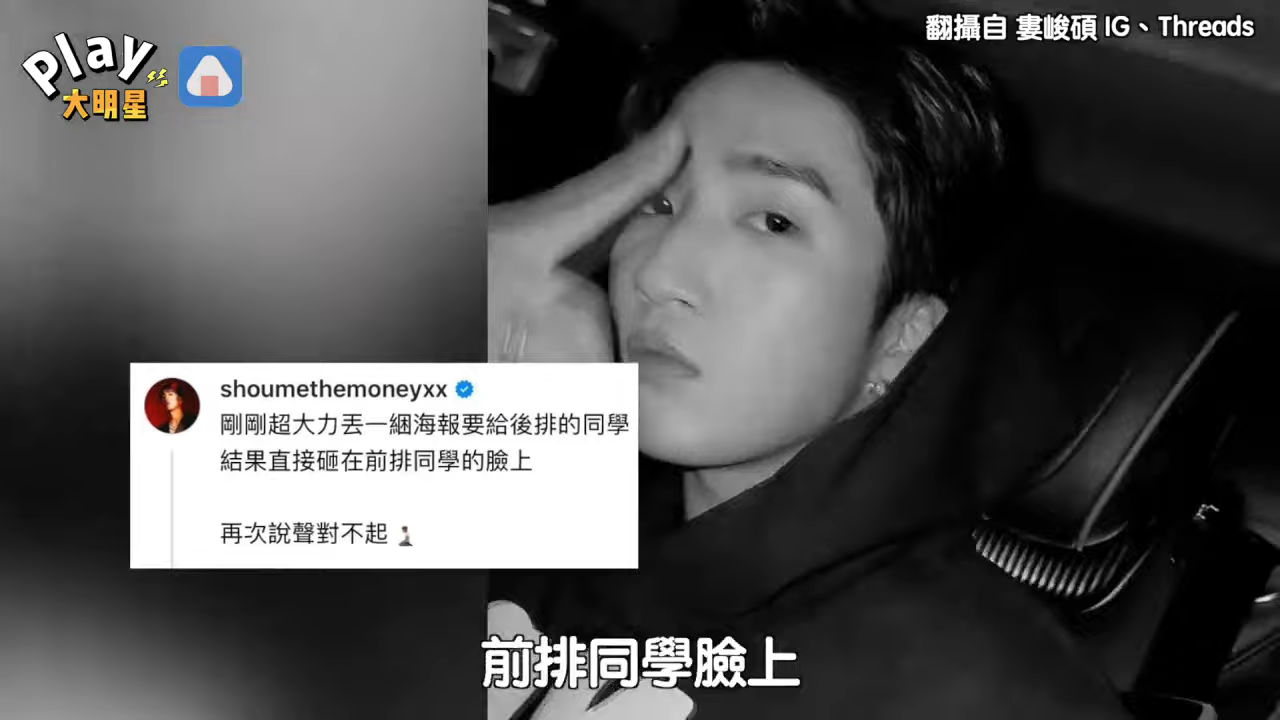 Play
大明星
翻攝自 婁峻碩 IG、Threads
shoumethemoneyxx
剛剛超大力丟一綑海報要給後排的同學
結果直接砸在前排同學的臉上
再次說聲對不起
前排同學臉上